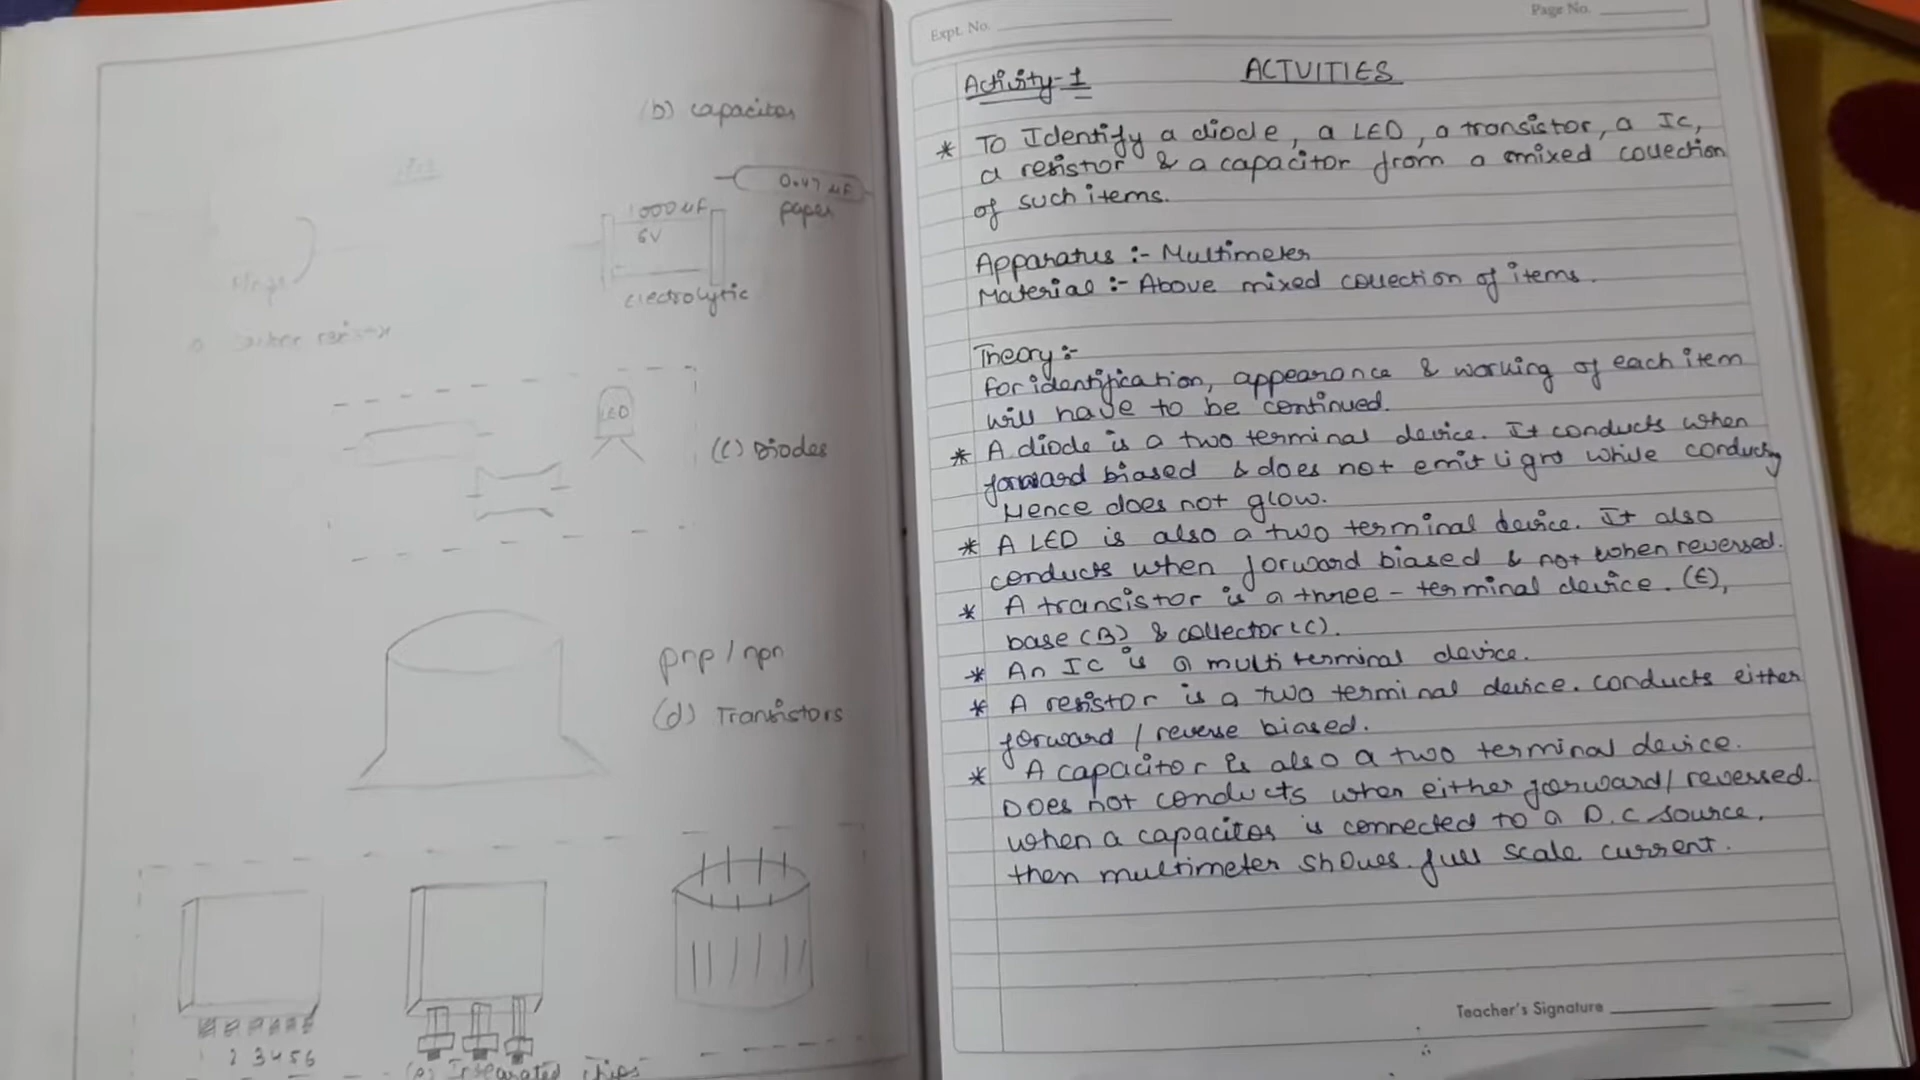 (b) capacitor
0.47 µF
paper
1000 µF
6V
electrolytic
LED
(c) Diodes
pnp / npn
(d) Transistors
2 3 4 5 6
(e) Integrated chips
Expt. No.
Page No.
Activity-1
ACTUITIES
* To Identify a diode, a LED, a transistor, a IC,
a resistor & a capacitor from a mixed collection
of such items.
Apparatus :- Multimeter
Material :- Above mixed collection of items.
Theory :-
for identification, appearance & working of each item
will have to be continued.
* A diode is a two terminal device. It conducts when
forward biased & does not emit light while conducting
Hence does not glow.
* A LED is also a two terminal device. It also
conducts when forward biased & not when reversed.
* A transistor is a three - terminal device. (E),
base (B) & collector (C).
* An IC is a multi terminal device.
* A resistor is a two terminal device. conducts either
forward / reverse biased.
* A capacitor is also a two terminal device.
Does not conducts when either forward / reversed.
when a capacitor is connected to a D.C source.
then multimeter shows full scale current.
Teacher's Signature